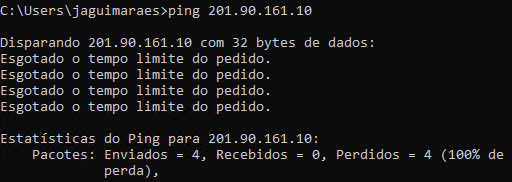 C:\Users\jaguimaraes>ping 201.90.161.10
Disparando 201.90.161.10 com 32 bytes de dados:
Esgotado o tempo limite do pedido.
Esgotado o tempo limite do pedido.
Esgotado o tempo limite do pedido.
Esgotado o tempo limite do pedido.
Estatísticas do Ping para 201.90.161.10:
Pacotes: Enviados = 4, Recebidos = 0, Perdidos = 4 (100% de
perda),